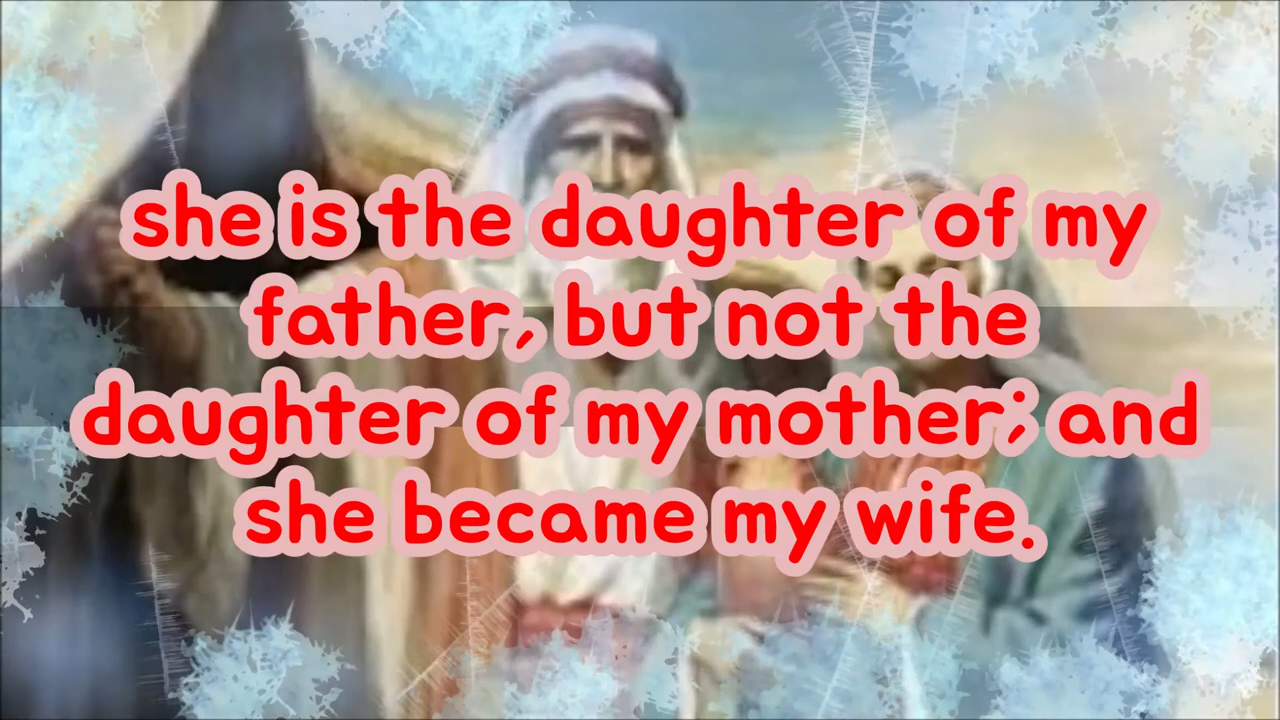 she is the daughter of my
father, but not the
daughter of my mother; and
she became my wife.